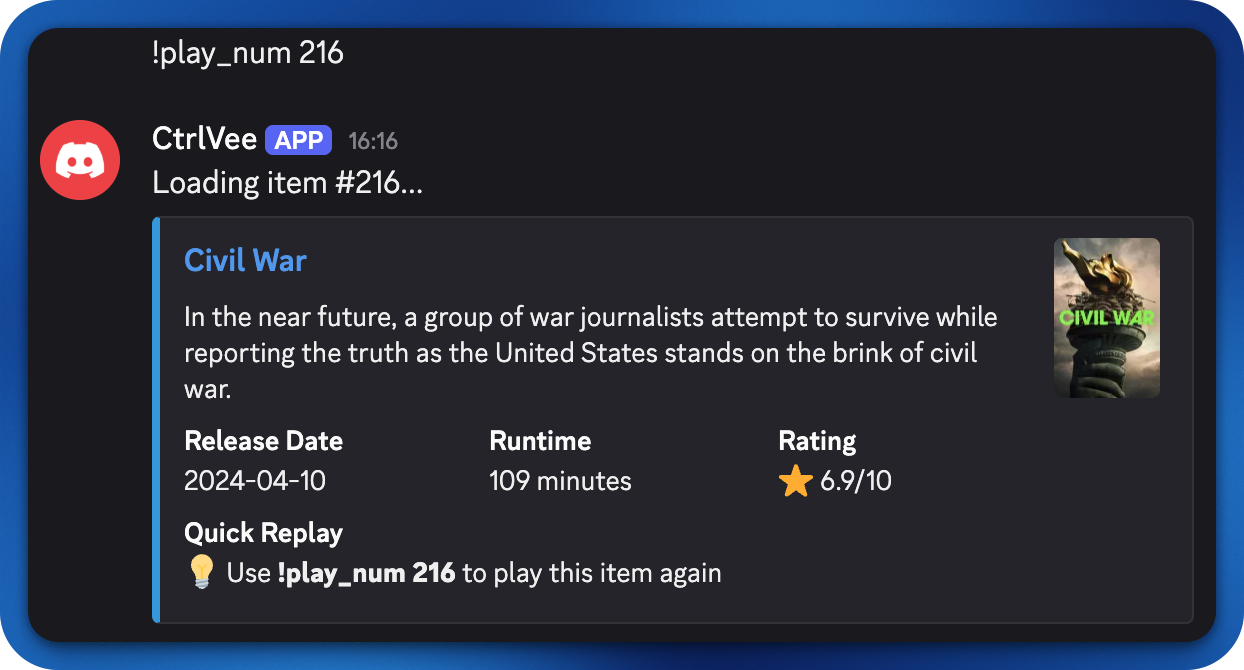 !play_num 216
CtrlVee APP 16:16
Loading item #216...
Civil War
In the near future, a group of war journalists attempt to survive while
reporting the truth as the United States stands on the brink of civil
war.
CIVIL WAR
Release Date Runtime Rating
2024-04-10 109 minutes ⭐ 6.9/10
Quick Replay
💡 Use !play_num 216 to play this item again